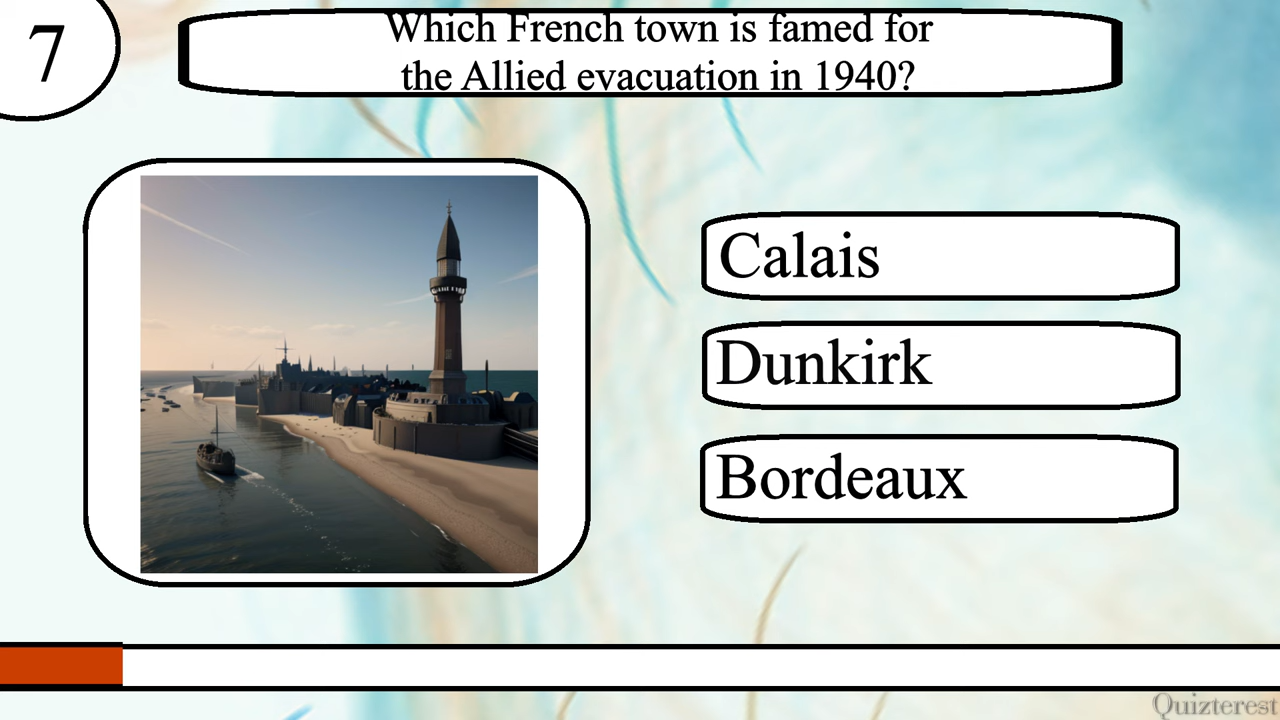 7
Which French town is famed for
the Allied evacuation in 1940?
Calais
Dunkirk
Bordeaux
Quizterest